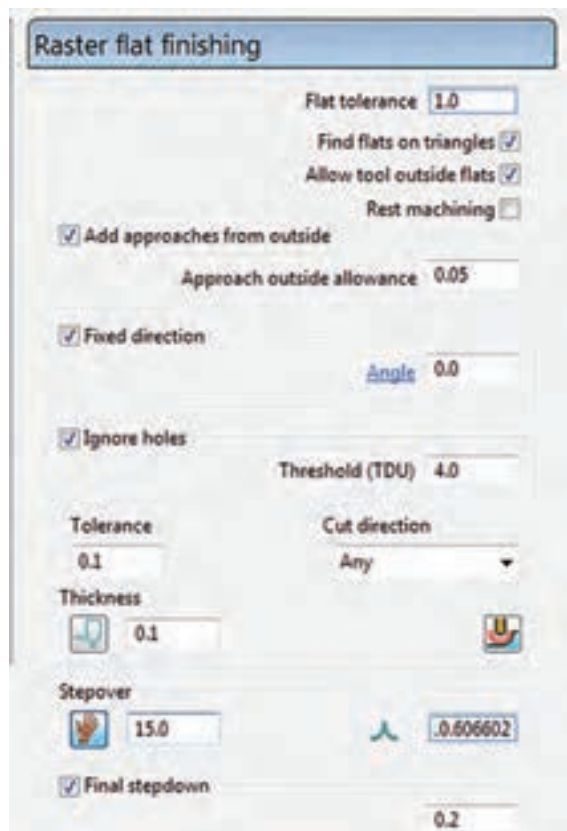 Raster flat finishing
Flat tolerance 1.0
Find flats on triangles
Allow tool outside flats
Rest machining
Add approaches from outside
Approach outside allowance 0.05
Fixed direction
Angle 0.0
Ignore holes
Threshold (TDU) 4.0
Tolerance Cut direction
0.1 Any
Thickness
0.1
Stepover
15.0 .0.606602
Final stepdown
0.2